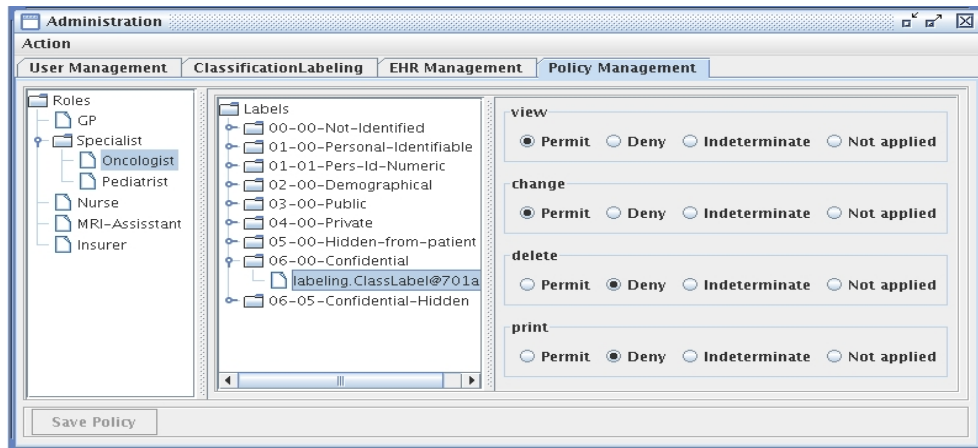 Administration
Action
User Management ClassificationLabeling EHR Management Policy Management
Roles
GP
Specialist
Oncologist
Pediatrist
Nurse
MRI-Assisstant
Insurer
Labels
00-00-Not-Identified
01-00-Personal-Identifiable
01-01-Pers-Id-Numeric
02-00-Demographical
03-00-Public
04-00-Private
05-00-Hidden-from-patient
06-00-Confidential
labeling.ClassLabel@701a
06-05-Confidential-Hidden
view
Permit Deny Indeterminate Not applied
change
Permit Deny Indeterminate Not applied
delete
Permit Deny Indeterminate Not applied
print
Permit Deny Indeterminate Not applied
Save Policy